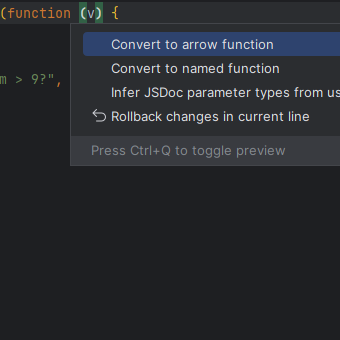 (function (v) {
Convert to arrow function
m > 9?",
Convert to named function
Infer JSDoc parameter types from us
Rollback changes in current line
Press Ctrl+Q to toggle preview